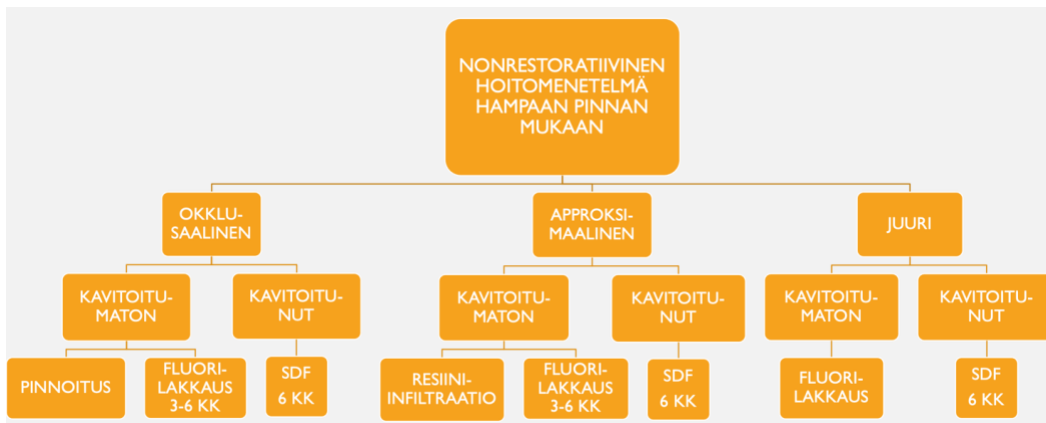 NONRESTORATIIVINEN
HOITOMENETELMÄ
HAMPAAN PINNAN
MUKAAN
OKKLU-
SAALINEN
APPROKSI-
MAALINEN
JUURI
KAVITOITU-
MATON
KAVITOITU-
NUT
KAVITOITU-
MATON
KAVITOITU-
NUT
KAVITOITU-
MATON
KAVITOITU-
NUT
PINNOITUS
FLUORI-
LAKKAUS
3-6 KK
SDF
6 KK
RESIINI-
INFILTRAATIO
FLUORI-
LAKKAUS
3-6 KK
SDF
6 KK
FLUORI-
LAKKAUS
SDF
6 KK